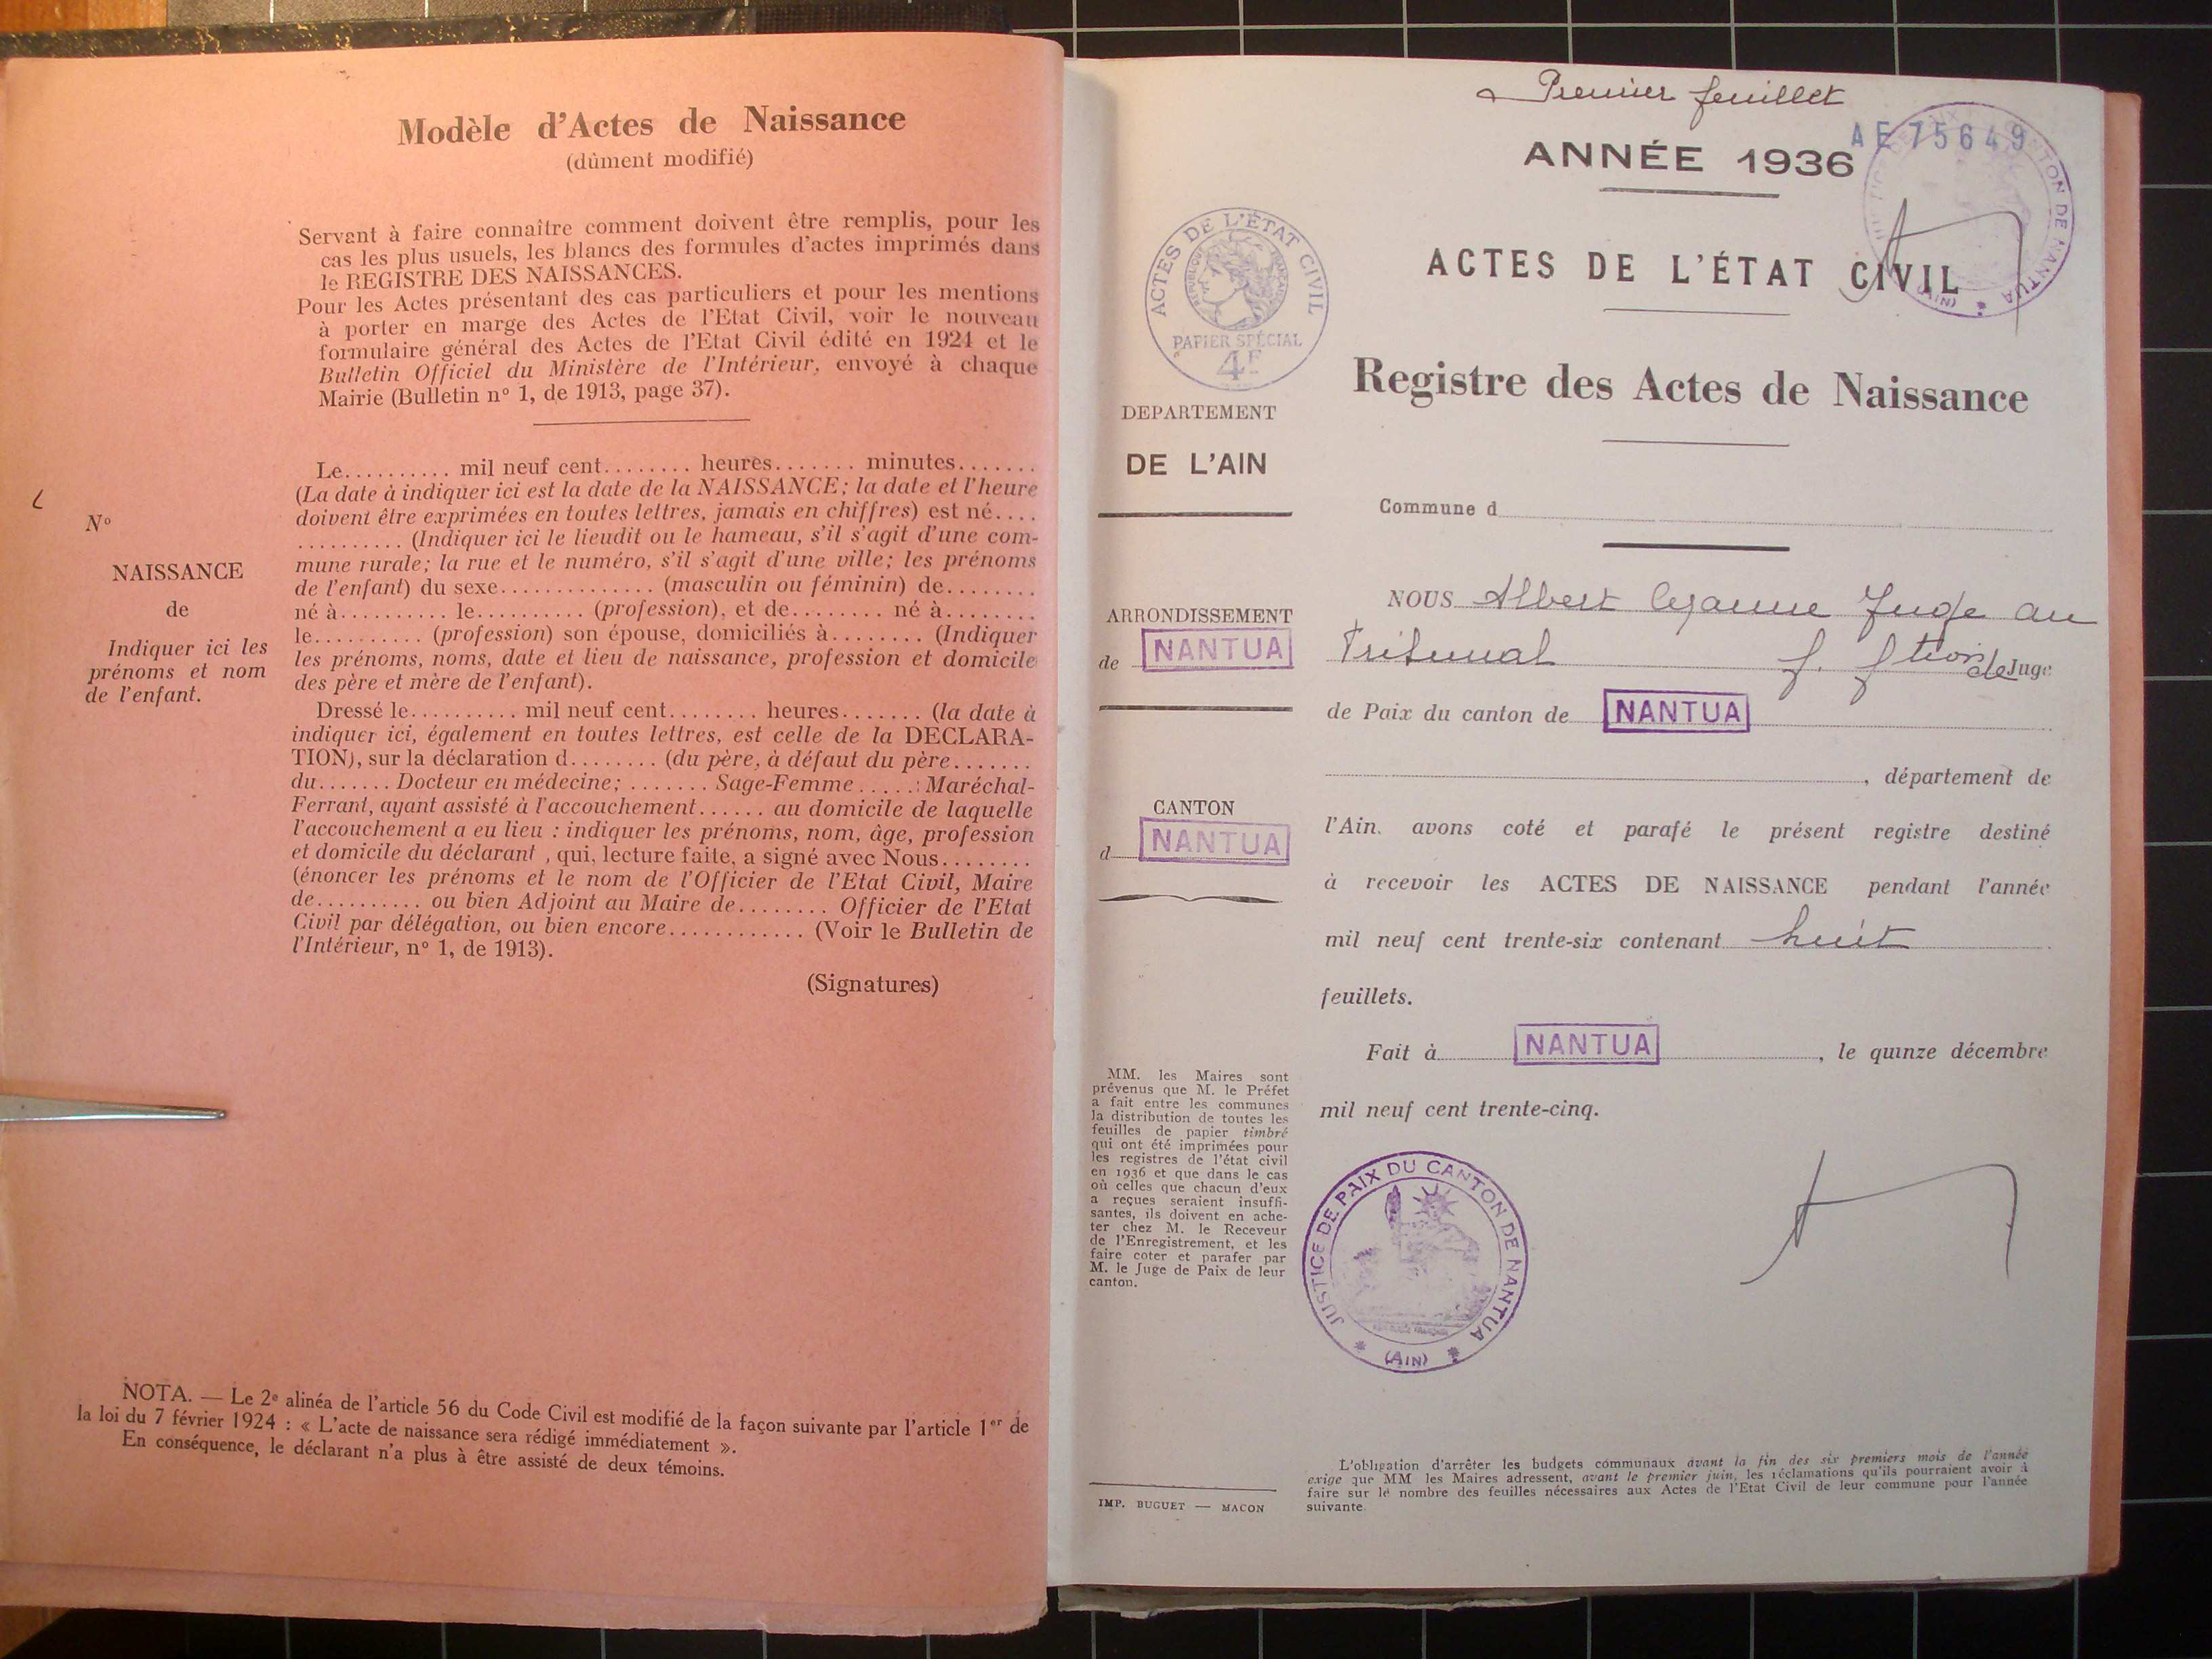 Modèle d'Actes de Naissance
(dûment modifié)
Servant à faire connaître comment doivent être remplis, pour les
cas les plus usuels, les blancs des formules d'actes imprimés dans
le REGISTRE DES NAISSANCES.
Pour les Actes présentant des cas particuliers et pour les mentions
à porter en marge des Actes de l'Etat Civil, voir le nouveau
formulaire général des Actes de l'Etat Civil édité en 1924 et le
Bulletin Officiel du Ministère de l'Intérieur, envoyé à chaque
Mairie (Bulletin nº 1, de 1913, page 37).
Nº
NAISSANCE
de
Indiquer ici les
prénoms et nom
de l'enfant.
Le.......... mil neuf cent........ heures....... minutes.......
(La date à indiquer ici est la date de la NAISSANCE; la date et l'heure
doivent être exprimées en toutes lettres, jamais en chiffres) est né....
.......... (Indiquer ici le lieudit ou le hameau, s'il s'agit d'une com-
mune rurale; la rue et le numéro, s'il s'agit d'une ville; les prénoms
de l'enfant) du sexe.............. (masculin ou féminin) de........
né à.......... le.......... (profession), et de........ né à........
le.......... (profession) son épouse, domiciliés à........ (Indiquer
les prénoms, noms, date et lieu de naissance, profession et domicile
des père et mère de l'enfant).
Dressé le.......... mil neuf cent........ heures....... (la date à
indiquer ici, également en toutes lettres, est celle de la DECLARA-
TION), sur la déclaration d........ (du père, à défaut du père.......
du....... Docteur en médecine; ....... Sage-Femme .....: Maréchal-
Ferrant, ayant assisté à l'accouchement...... au domicile de laquelle
l'accouchement a eu lieu : indiquer les prénoms, nom, âge, profession
et domicile du déclarant , qui, lecture faite, a signé avec Nous........
(énoncer les prénoms et le nom de l'Officier de l'Etat Civil, Maire
de.......... ou bien Adjoint au Maire de........ Officier de l'Etat
Civil par délégation, ou bien encore............ (Voir le Bulletin de
l'Intérieur, nº 1, de 1913).
(Signatures)
NOTA. — Le 2e alinéa de l'article 56 du Code Civil est modifié de la façon suivante par l'article 1er de
la loi du 7 février 1924 : « L'acte de naissance sera rédigé immédiatement ».
En conséquence, le déclarant n'a plus à être assisté de deux témoins.
Premier feuillet
AE 75649
ANNÉE 1936
ACTES DE L'ÉTAT CIVIL
RÉPUBLIQUE FRANÇAISE
PAPIER SPÉCIAL
4F
CANTON DE NANTUA
(AIN)
ACTES DE L'ÉTAT CIVIL
Registre des Actes de Naissance
DEPARTEMENT
DE L'AIN
Commune d
ARRONDISSEMENT
de NANTUA
CANTON
d NANTUA
NOUS Albert Juge au
Tribunal f. ftions de Juge
de Paix du canton de NANTUA
, département de
l'Ain, avons coté et parafé le présent registre destiné
à recevoir les ACTES DE NAISSANCE pendant l'année
mil neuf cent trente-six contenant huit
feuillets.
Fait à NANTUA , le quinze décembre
mil neuf cent trente-cinq.
MM. les Maires sont
prévenus que M. le Préfet
a fait entre les communes
la distribution de toutes les
feuilles de papier timbré
qui ont été imprimées pour
les registres de l'état civil
en 1936 et que dans le cas
où celles que chacun d'eux
a reçues seraient insuffi-
santes, ils doivent en ache-
ter chez M. le Receveur
de l'Enregistrement, et les
faire coter et parafer par
M. le Juge de Paix de leur
canton.
JUSTICE DE PAIX DU CANTON DE NANTUA
* (AIN) *
L'obligation d'arrêter les budgets communaux avant la fin des six premiers mois de l'année
exige que MM les Maires adressent, avant le premier juin, les réclamations qu'ils pourraient avoir à
faire sur le nombre des feuilles nécessaires aux Actes de l'Etat Civil de leur commune pour l'année
suivante.
IMP. BUGUET — MACON